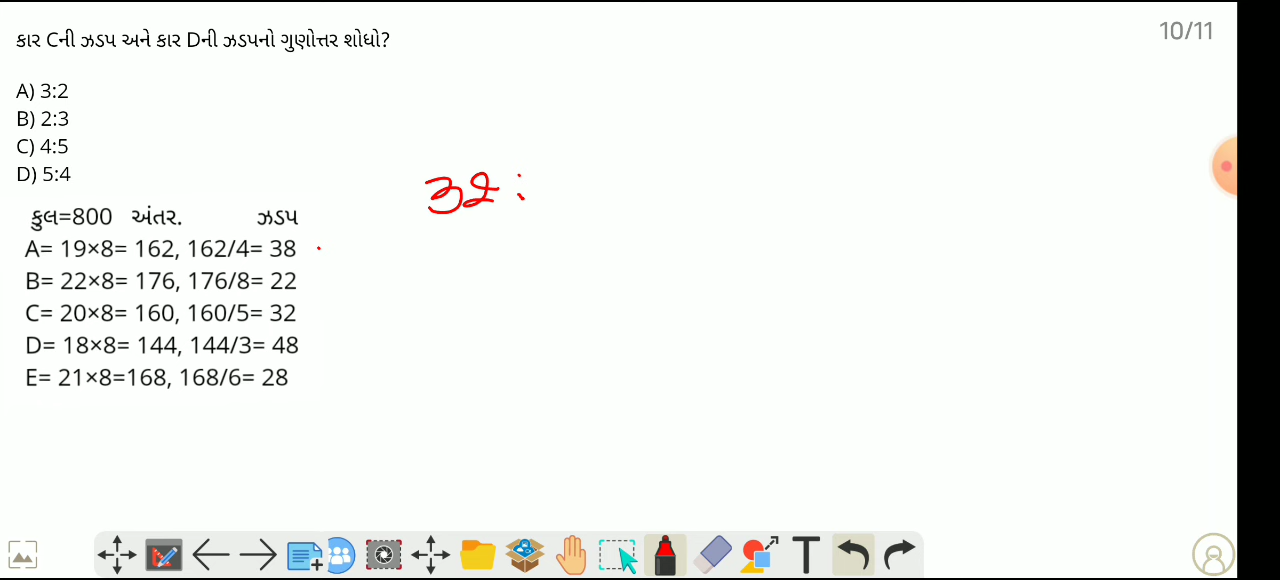 કાર Cની ઝડપ અને કાર Dની ઝડપનો ગુણોત્તર શોધો?
10/11
A) 3:2
B) 2:3
C) 4:5
D) 5:4
32 :
કુલ=800 અંતર. ઝડપ
A= 19×8= 162, 162/4= 38
B= 22×8= 176, 176/8= 22
C= 20×8= 160, 160/5= 32
D= 18×8= 144, 144/3= 48
E= 21×8=168, 168/6= 28
T